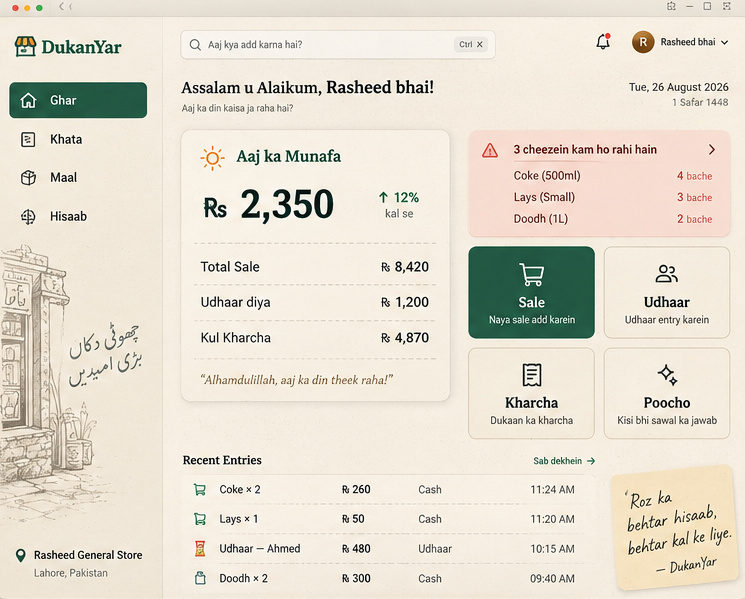 DukanYar
Aaj kya add karna hai?
Ctrl X
R
Rasheed bhai
Ghar
Khata
Maal
Hisaab
چھوٹی دکاں
بڑی امیدیں
Rasheed General Store
Lahore, Pakistan
Assalam u Alaikum, Rasheed bhai!
Aaj ka din kaisa ja raha hai?
Tue, 26 August 2026
1 Safar 1448
Aaj ka Munafa
₨ 2,350
↑ 12%
kal se
Total Sale ₨ 8,420
Udhaar diya ₨ 1,200
Kul Kharcha ₨ 4,870
“Alhamdulillah, aaj ka din theek raha!”
3 cheezein kam ho rahi hain
Coke (500ml) 4 bache
Lays (Small) 3 bache
Doodh (1L) 2 bache
Sale
Naya sale add karein
Udhaar
Udhaar entry karein
Kharcha
Dukaan ka kharcha
Poocho
Kisi bhi sawal ka jawab
Recent Entries
Sab dekhein →
Coke × 2 ₨ 260 Cash 11:24 AM
Lays × 1 ₨ 50 Cash 11:20 AM
Udhaar — Ahmed ₨ 480 Udhaar 10:15 AM
Doodh × 2 ₨ 300 Cash 09:40 AM
‘Roz ka
behtar hisaab,
behtar kal ke liye.
— DukanYar